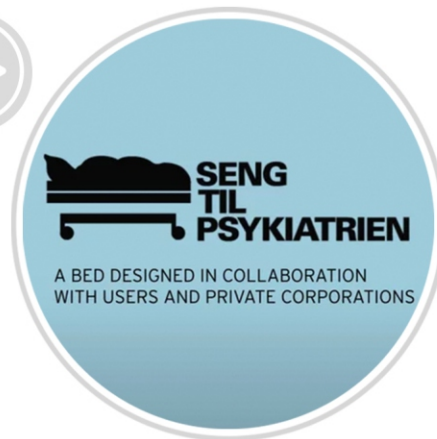 SENG
TIL
PSYKIATRIEN
A BED DESIGNED IN COLLABORATION
WITH USERS AND PRIVATE CORPORATIONS